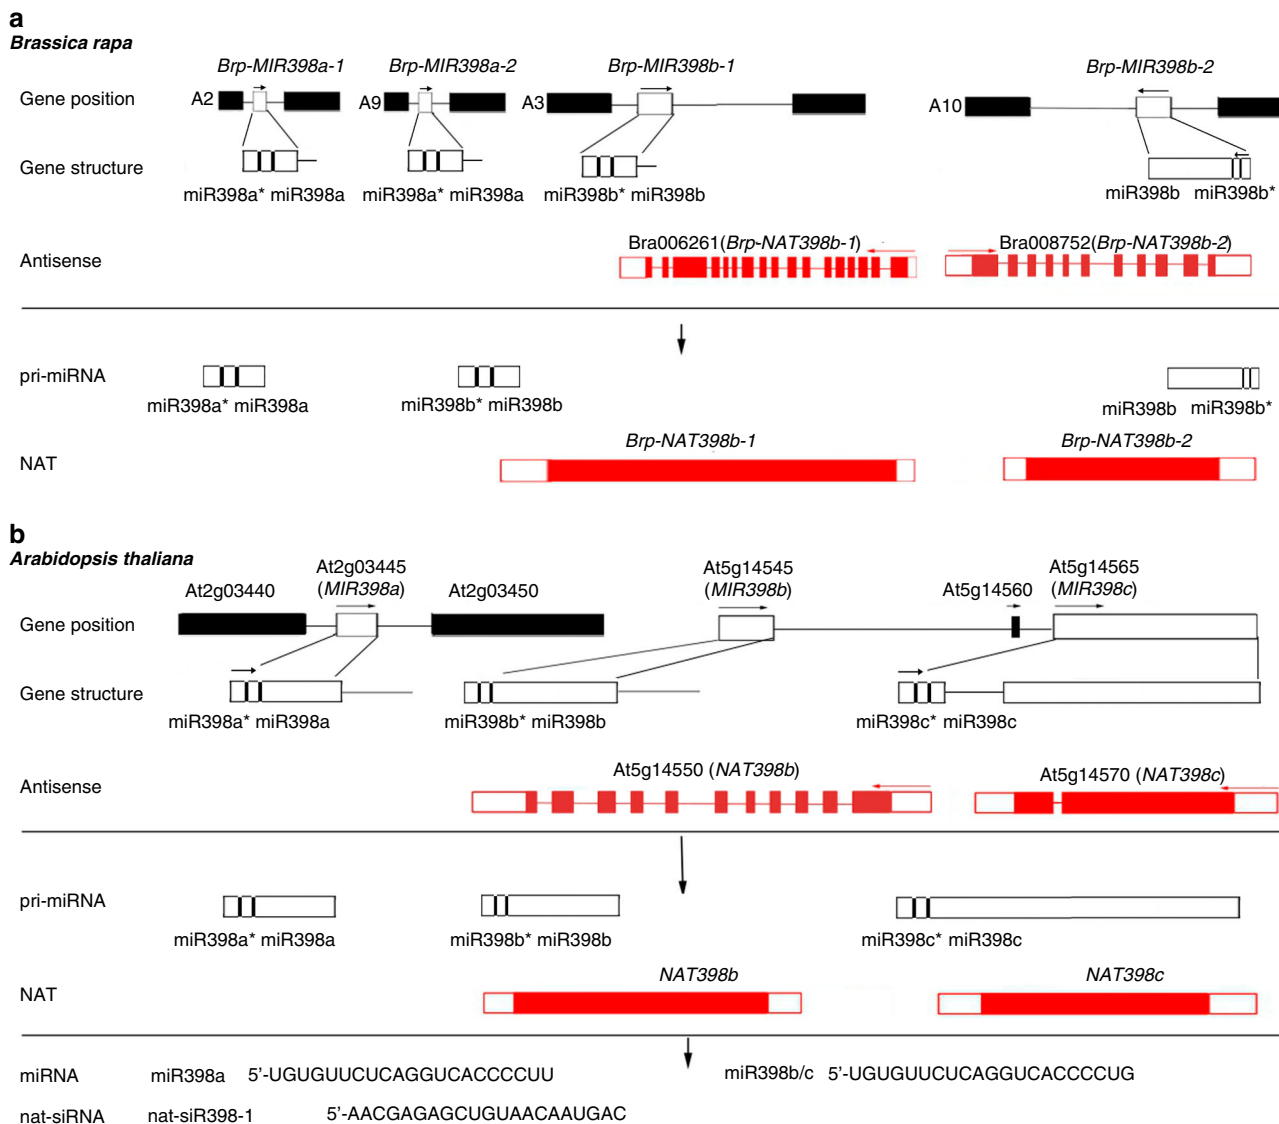 a
Brassica rapa
Brp-MIR398a-1 Brp-MIR398a-2 Brp-MIR398b-1 Brp-MIR398b-2
Gene position A2 A9 A3 A10
Gene structure
miR398a* miR398a miR398a* miR398a miR398b* miR398b miR398b miR398b*
Bra006261(Brp-NAT398b-1) Bra008752(Brp-NAT398b-2)
Antisense
pri-miRNA
miR398a* miR398a miR398b* miR398b miR398b miR398b*
Brp-NAT398b-1 Brp-NAT398b-2
NAT
b
Arabidopsis thaliana
At2g03440 At2g03445 (MIR398a) At2g03450 At5g14545 (MIR398b) At5g14560 At5g14565 (MIR398c)
Gene position
Gene structure
miR398a* miR398a miR398b* miR398b miR398c* miR398c
At5g14550 (NAT398b) At5g14570 (NAT398c)
Antisense
pri-miRNA
miR398a* miR398a miR398b* miR398b miR398c* miR398c
NAT398b NAT398c
NAT
miRNA miR398a 5'-UGUGUUCUCAGGUCACCCCUU miR398b/c 5'-UGUGUUCUCAGGUCACCCCUG
nat-siRNA nat-siR398-1 5'-AACGAGAGCUGUAACAAUGAC